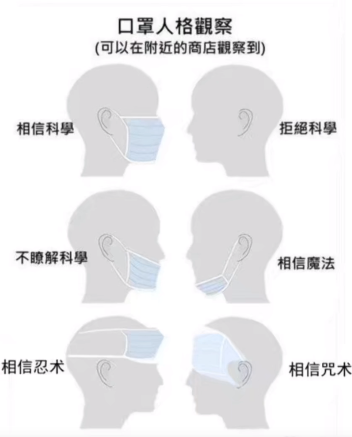 口罩人格觀察
(可以在附近的商店觀察到)
相信科學
拒絕科學
不瞭解科學
相信魔法
相信忍术
相信咒术